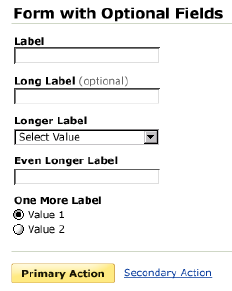 Form with Optional Fields
Label
Long Label (optional)
Longer Label
Select Value
Even Longer Label
One More Label
Value 1
Value 2
Primary Action Secondary Action